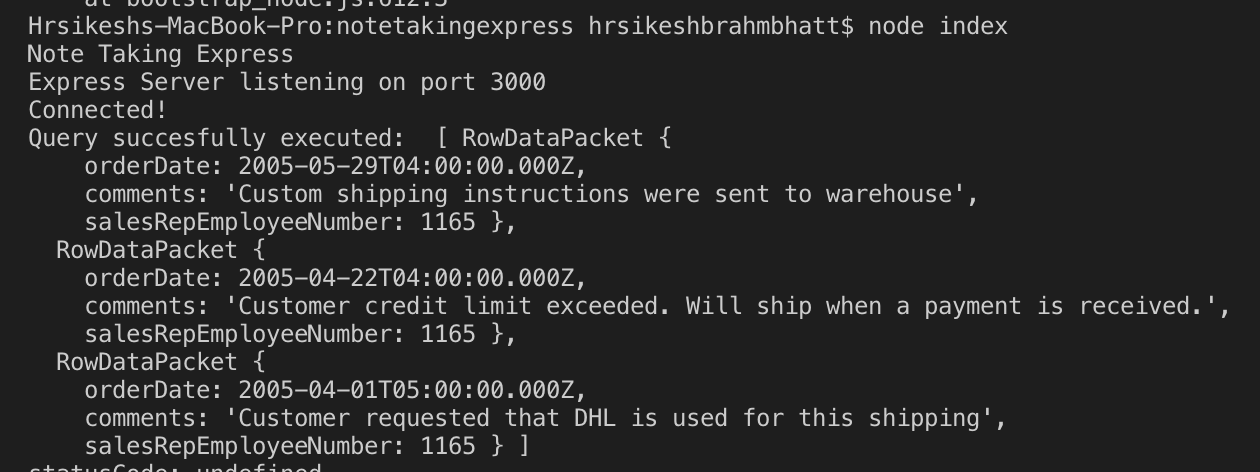 at bootstrap_node.js:612:3
Hrsikeshs-MacBook-Pro:notetakingexpress hrsikeshbrahmbhatt$ node index
Note Taking Express
Express Server listening on port 3000
Connected!
Query succesfully executed:  [ RowDataPacket {
    orderDate: 2005-05-29T04:00:00.000Z,
    comments: 'Custom shipping instructions were sent to warehouse',
    salesRepEmployeeNumber: 1165 },
  RowDataPacket {
    orderDate: 2005-04-22T04:00:00.000Z,
    comments: 'Customer credit limit exceeded. Will ship when a payment is received.',
    salesRepEmployeeNumber: 1165 },
  RowDataPacket {
    orderDate: 2005-04-01T05:00:00.000Z,
    comments: 'Customer requested that DHL is used for this shipping',
    salesRepEmployeeNumber: 1165 } ]
statusCode: undefined